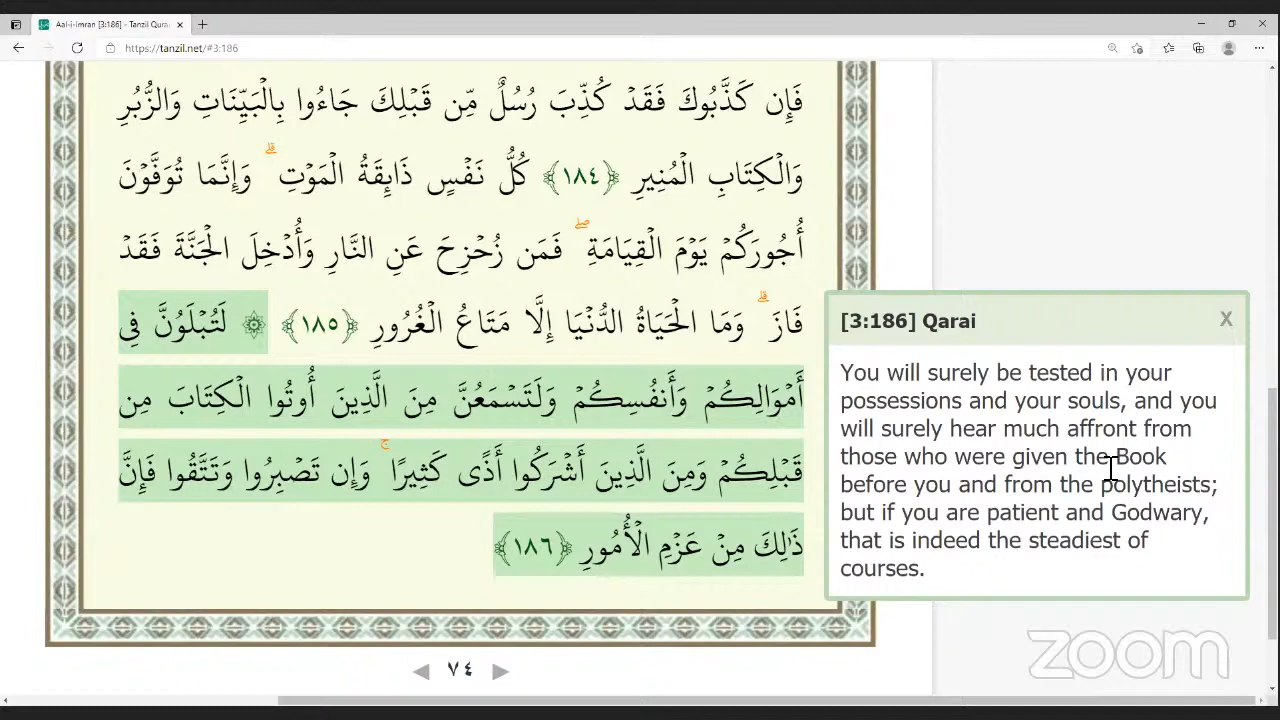 Aal-i-Imran [3:186] - Tanzil Qura
https://tanzil.net/#3:186
فَإِن كَذَّبُوكَ فَقَدْ كُذِّبَ رُسُلٌ مِّن قَبْلِكَ جَاءُوا بِالْبَيِّنَاتِ وَالزُّبُرِ
وَالْكِتَابِ الْمُنِيرِ ﴿١٨٤﴾ كُلُّ نَفْسٍ ذَائِقَةُ الْمَوْتِ ۗ وَإِنَّمَا تُوَفَّوْنَ
أُجُورَكُمْ يَوْمَ الْقِيَامَةِ ۖ فَمَن زُحْزِحَ عَنِ النَّارِ وَأُدْخِلَ الْجَنَّةَ فَقَدْ
فَازَ ۗ وَمَا الْحَيَاةُ الدُّنْيَا إِلَّا مَتَاعُ الْغُرُورِ ﴿١٨٥﴾ ۞ لَتُبْلَوُنَّ فِي
أَمْوَالِكُمْ وَأَنفُسِكُمْ وَلَتَسْمَعُنَّ مِنَ الَّذِينَ أُوتُوا الْكِتَابَ مِن
قَبْلِكُمْ وَمِنَ الَّذِينَ أَشْرَكُوا أَذًى كَثِيرًا ۚ وَإِن تَصْبِرُوا وَتَتَّقُوا فَإِنَّ
ذَٰلِكَ مِنْ عَزْمِ الْأُمُورِ ﴿١٨٦﴾
٧٤
[3:186] Qarai
X
You will surely be tested in your
possessions and your souls, and you
will surely hear much affront from
those who were given the Book
before you and from the polytheists;
but if you are patient and Godwary,
that is indeed the steadiest of
courses.
zoom